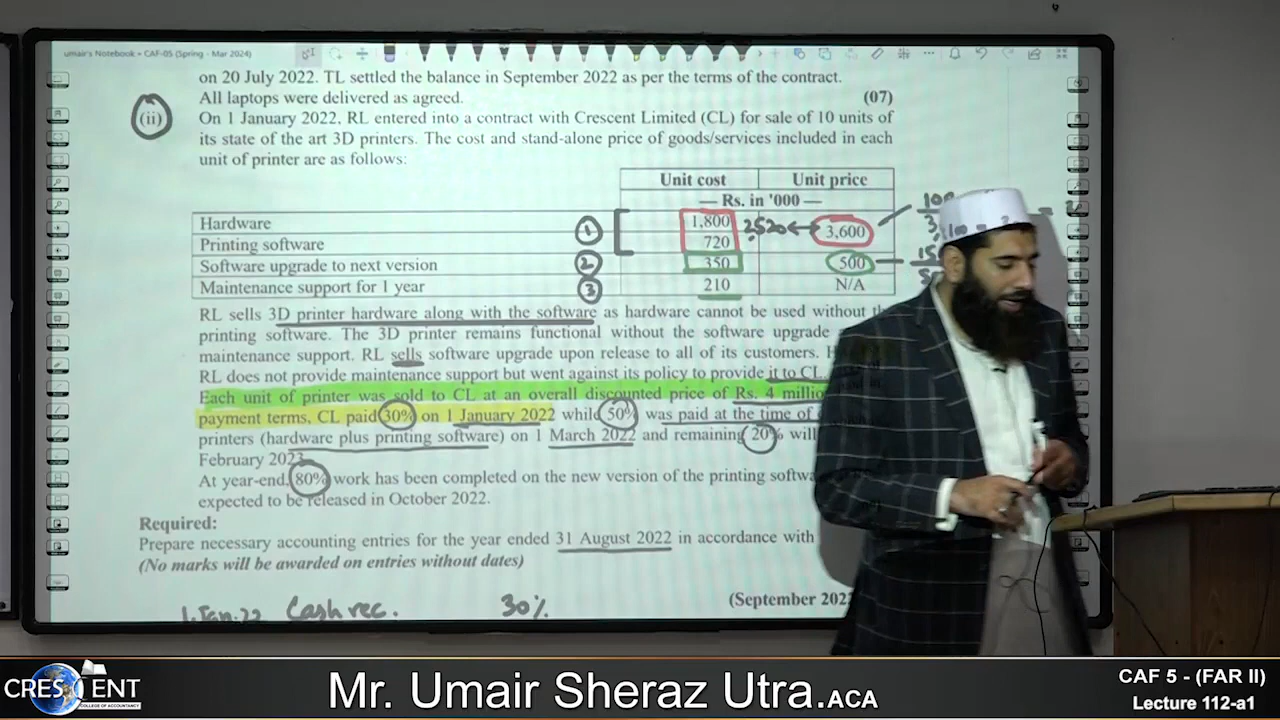 umair's Notebook » CAF-05 (Spring - Mar 2024)
on 20 July 2022. TL settled the balance in September 2022 as per the terms of the contract.
All laptops were delivered as agreed. (07)
(ii) On 1 January 2022, RL entered into a contract with Crescent Limited (CL) for sale of 10 units of
its state of the art 3D printers. The cost and stand-alone price of goods/services included in each
unit of printer are as follows:
Unit cost Unit price
— Rs. in '000 —
Hardware 1,800
Printing software 1 720 2520 3,600
Software upgrade to next version 2 350 500
Maintenance support for 1 year 3 210 N/A
RL sells 3D printer hardware along with the software as hardware cannot be used without
printing software. The 3D printer remains functional without the software upgrade
maintenance support. RL sells software upgrade upon release to all of its customers.
RL does not provide maintenance support but went against its policy to provide it to CL.
Each unit of printer was sold to CL at an overall discounted price of Rs. 4
payment terms, CL paid 30% on 1 January 2022 while 50% was paid at the time of
printers (hardware plus printing software) on 1 March 2022 and remaining 20%
February 2023.
At year-end, 80% work has been completed on the new version of the printing
expected to be released in October 2022.
Required:
Prepare necessary accounting entries for the year ended 31 August 2022 in accordance with
(No marks will be awarded on entries without dates)
(September
1 Jan. 22 Cash rec. 30%
CRESCENT
COLLEGE OF ACCOUNTANCY
Mr. Umair Sheraz Utra.ACA
CAF 5 - (FAR II)
Lecture 112-a1